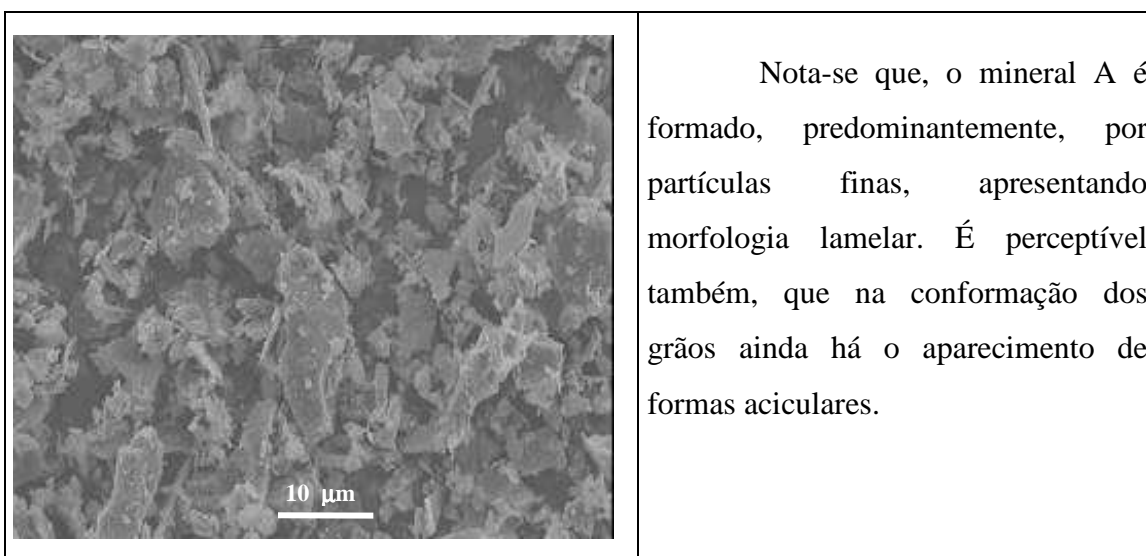 Nota-se que, o mineral A é
formado, predominantemente, por
partículas finas, apresentando
morfologia lamelar. É perceptível
também, que na conformação dos
grãos ainda há o aparecimento de
formas aciculares.
10 μm